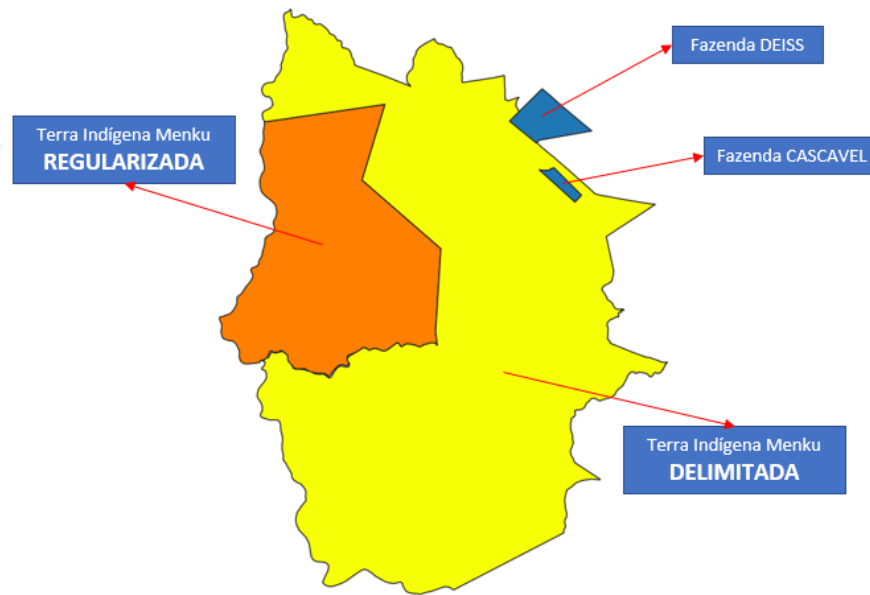 Fazenda DEISS
Terra Indígena Menku
REGULARIZADA
Fazenda CASCAVEL
Terra Indígena Menku
DELIMITADA